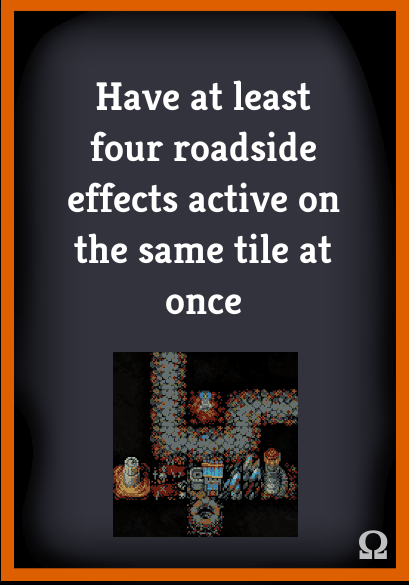 Have at least
four roadside
effects active on
the same tile at
once
Ω